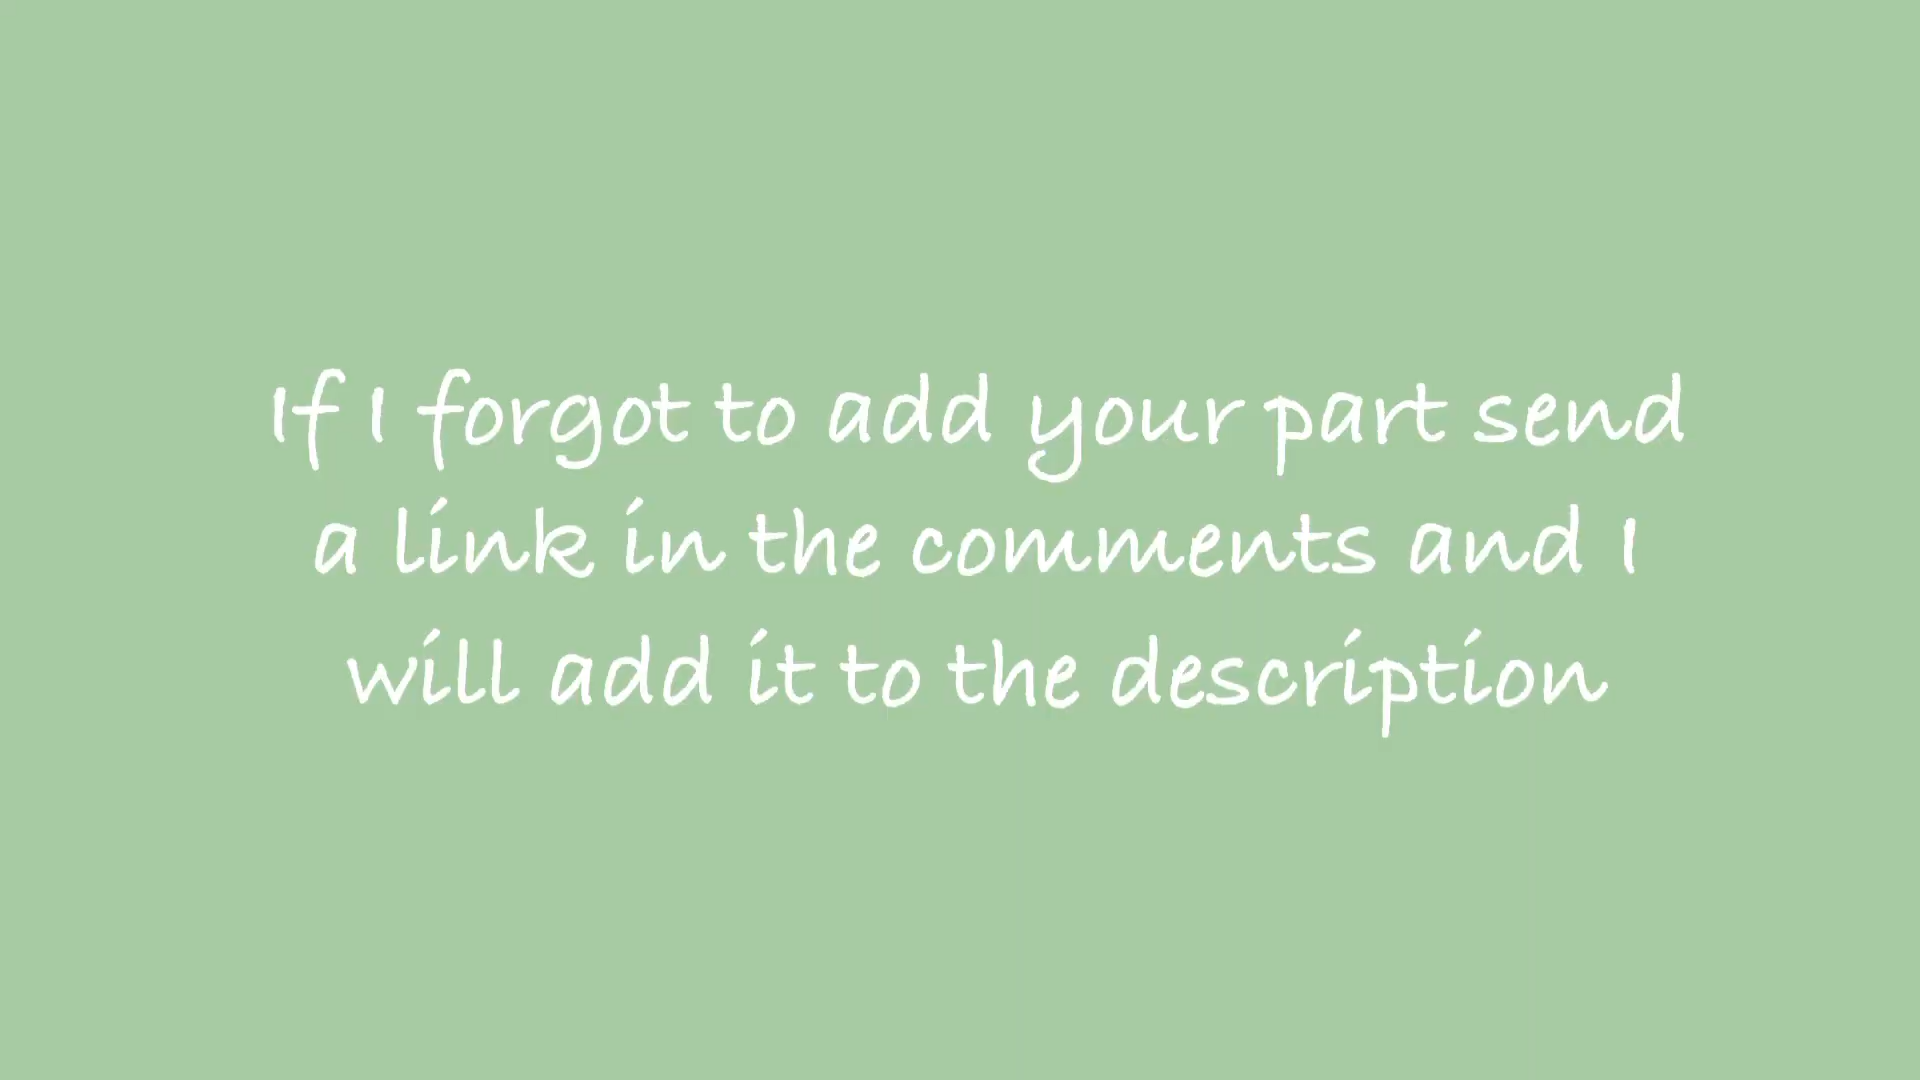 If I forgot to add your part send
a link in the comments and I
will add it to the description